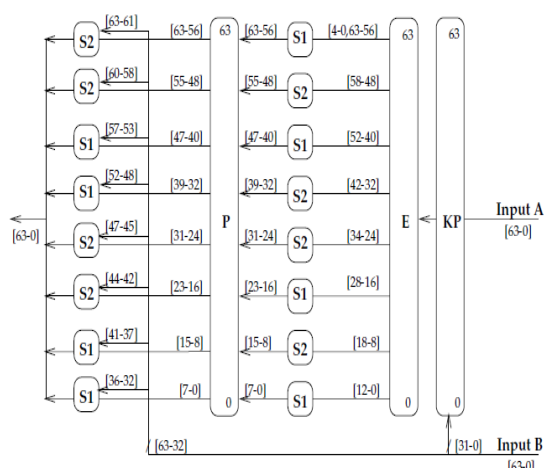 [63-61] [63-56] 63 [63-56] [4-0,63-56] 63 63
S2 S1
[60-58] [55-48] [55-48] [58-48]
S2 S2
[57-53] [47-40] [47-40] [52-40]
S1 S1
[52-48] [39-32] [39-32] [42-32]
S1 S2 Input A
P E KP
[63-0] [47-45] [31-24] [31-24] [34-24] [63-0]
S2 S2
[44-42] [23-16] [23-16] [28-16]
S2 S1
[41-37] [15-8] [15-8] [18-8]
S1 S2
[36-32] [7-0] [7-0] [12-0]
S1 0 S1 0 0
[63-32] [31-0] Input B
[63-0]